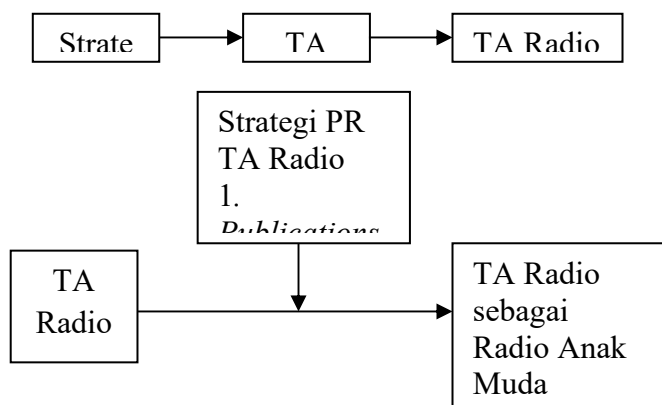 Strate
TA
TA Radio
Strategi PR
TA Radio
1.
Publications
TA
Radio
TA Radio
sebagai
Radio Anak
Muda